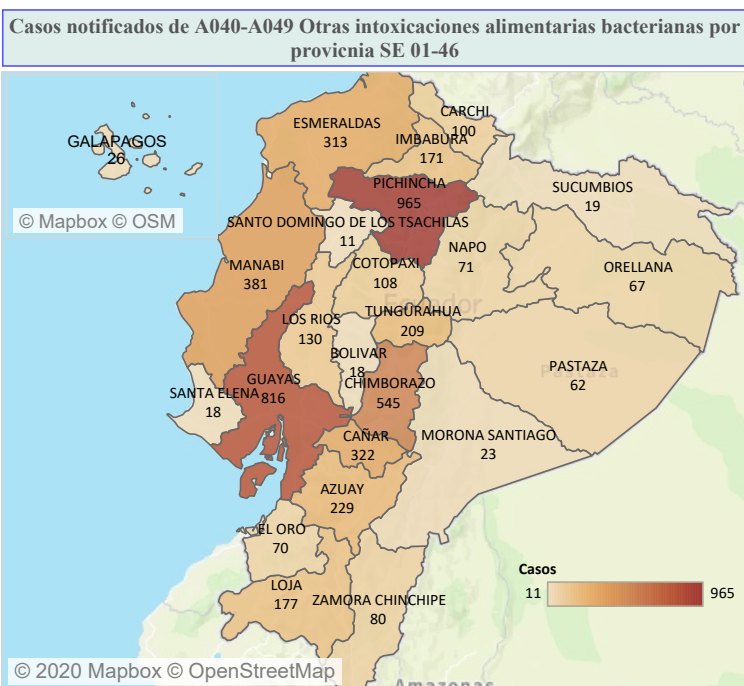 Casos notificados de A040-A049 Otras intoxicaciones alimentarias bacterianas por
provicnia SE 01-46
CARCHI
100
ESMERALDAS
313
IMBABURA
171
GALAPAGOS
26
PICHINCHA
965
SUCUMBIOS
19
© Mapbox © OSM
SANTO DOMINGO DE LOS TSACHILAS
11
NAPO
71
MANABI
381
COTOPAXI
108
ORELLANA
67
Ecuador
TUNGURAHUA
209
LOS RIOS
130
BOLIVAR
18
PASTAZA
62
Pastaza
SANTA ELENA
18
GUAYAS
816
CHIMBORAZO
545
CAÑAR
322
MORONA SANTIAGO
23
AZUAY
229
EL ORO
70
Casos
11
965
LOJA
177
ZAMORA CHINCHIPE
80
© 2020 Mapbox © OpenStreetMap
Amazonas